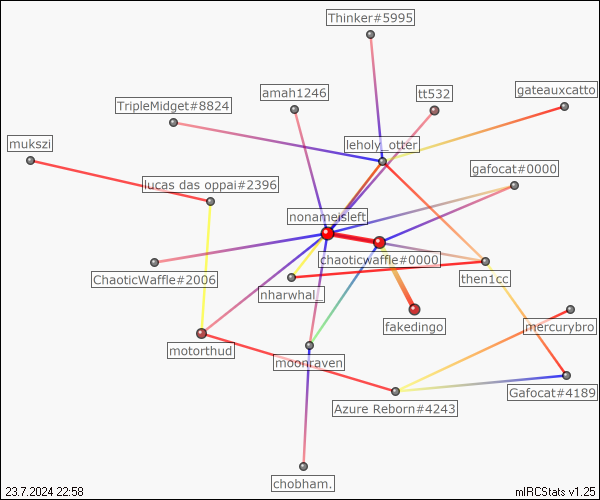 Thinker#5995
amah1246
tt532
gateauxcatto
TripleMidget#8824
mukszi
leholy_otter
gafocat#0000
lucas das oppai#2396
nonameisleft
chaoticwaffle#0000
ChaoticWaffle#2006
then1cc
nharwhal_
fakedingo
mercurybro
motorthud
moonraven
Gafocat#4189
Azure Reborn#4243
chobham.
23.7.2024 22:58
mIRCStats v1.25